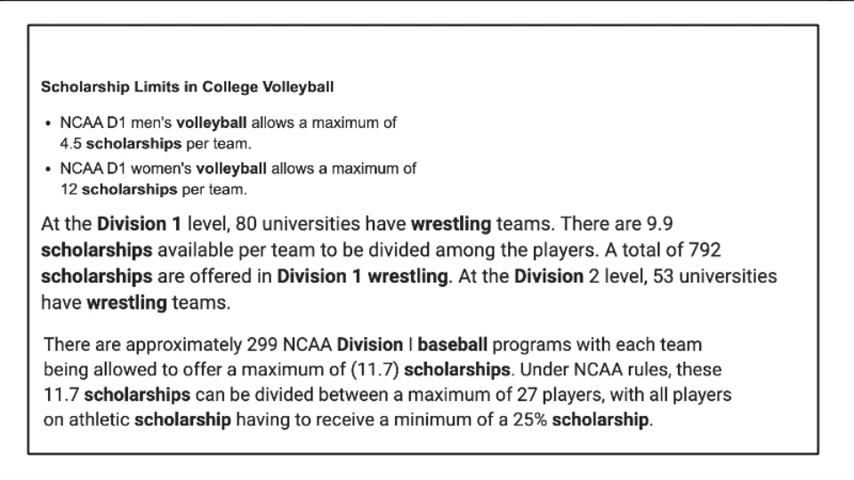 Scholarship Limits in College Volleyball
• NCAA D1 men's volleyball allows a maximum of
4.5 scholarships per team.
• NCAA D1 women's volleyball allows a maximum of
12 scholarships per team.
At the Division 1 level, 80 universities have wrestling teams. There are 9.9
scholarships available per team to be divided among the players. A total of 792
scholarships are offered in Division 1 wrestling. At the Division 2 level, 53 universities
have wrestling teams.
There are approximately 299 NCAA Division I baseball programs with each team
being allowed to offer a maximum of (11.7) scholarships. Under NCAA rules, these
11.7 scholarships can be divided between a maximum of 27 players, with all players
on athletic scholarship having to receive a minimum of a 25% scholarship.